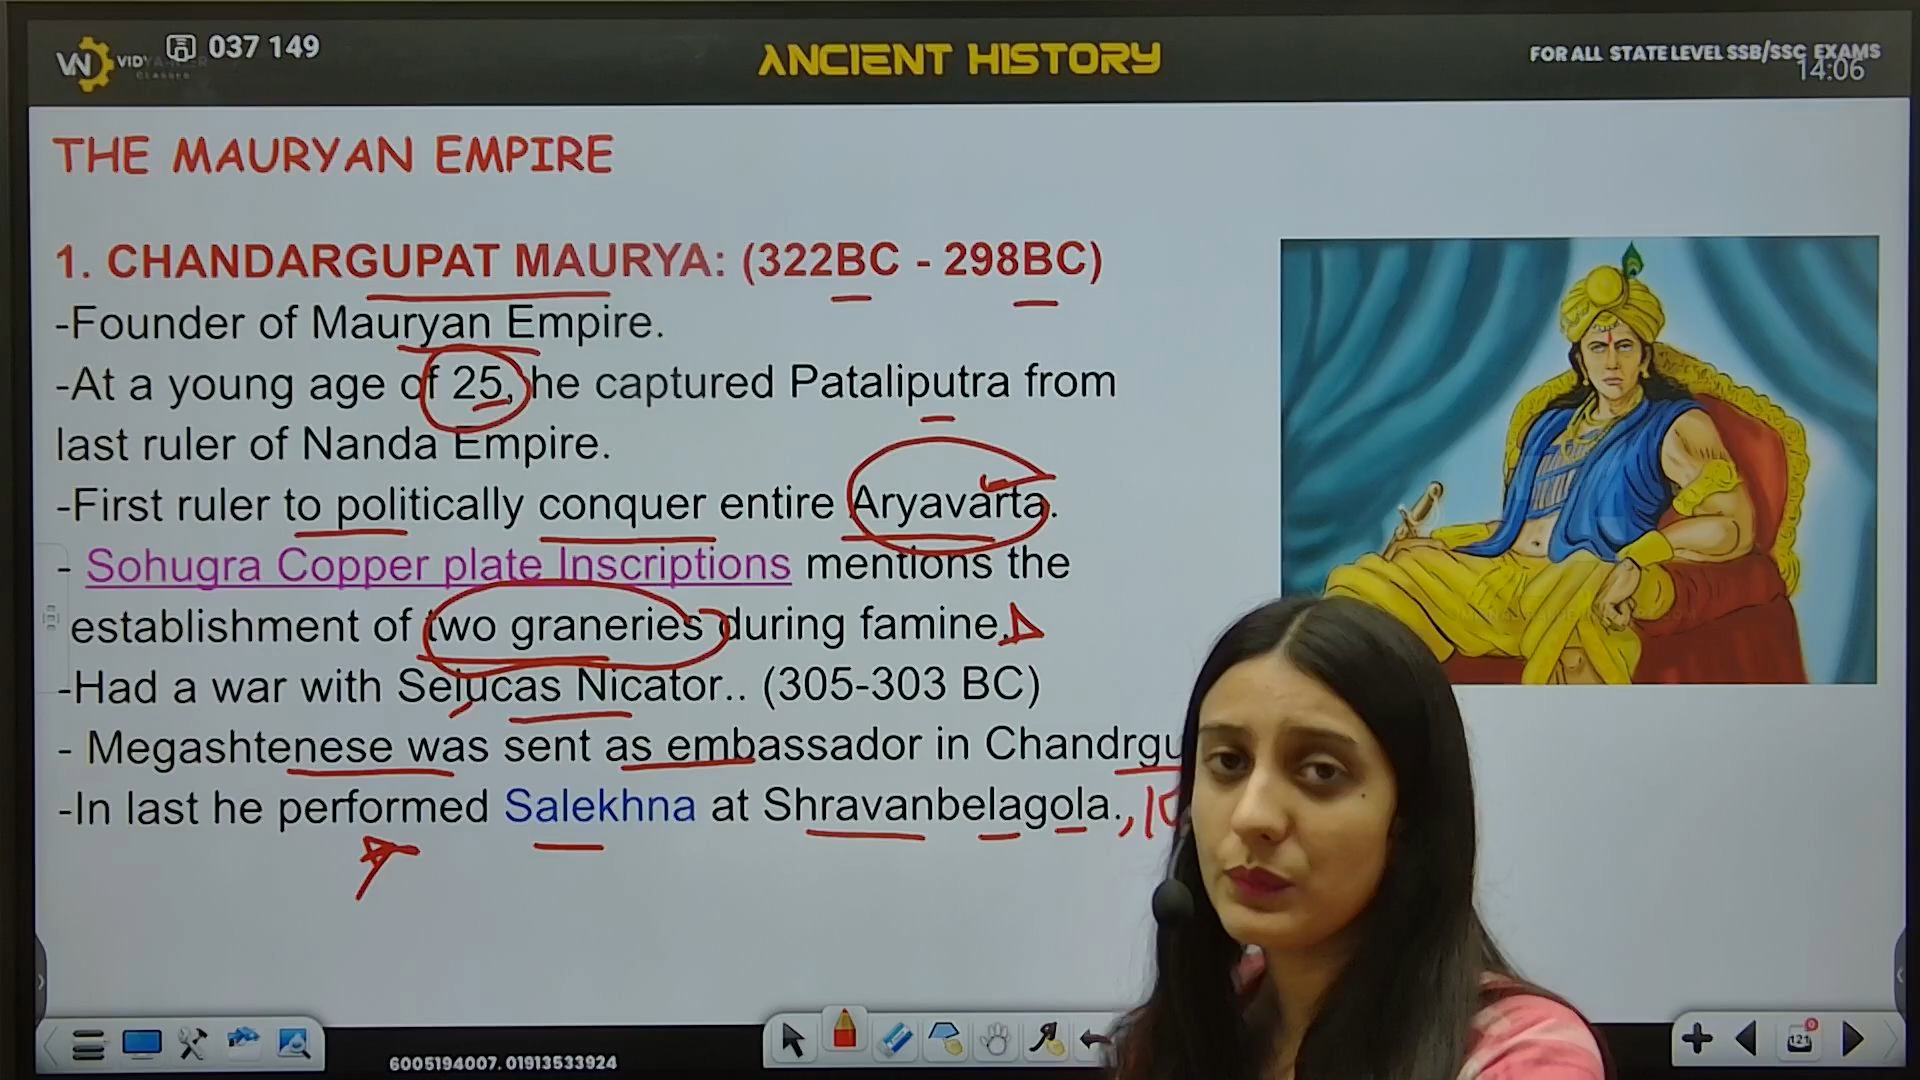 037 149
ANCIENT HISTORY
FOR ALL STATE LEVEL SSB/SSC EXAMS
14:06
THE MAURYAN EMPIRE
1. CHANDARGUPAT MAURYA: (322BC - 298BC)
-Founder of Mauryan Empire.
-At a young age of 25, he captured Pataliputra from
last ruler of Nanda Empire.
-First ruler to politically conquer entire Aryavarta.
- Sohugra Copper plate Inscriptions mentions the
establishment of two graneries during famine.
-Had a war with Selucas Nicator.. (305-303 BC)
- Megashtenese was sent as embassador in Chandrgu
-In last he performed Salekhna at Shravanbelagola.
6005194007. 01913533924
121